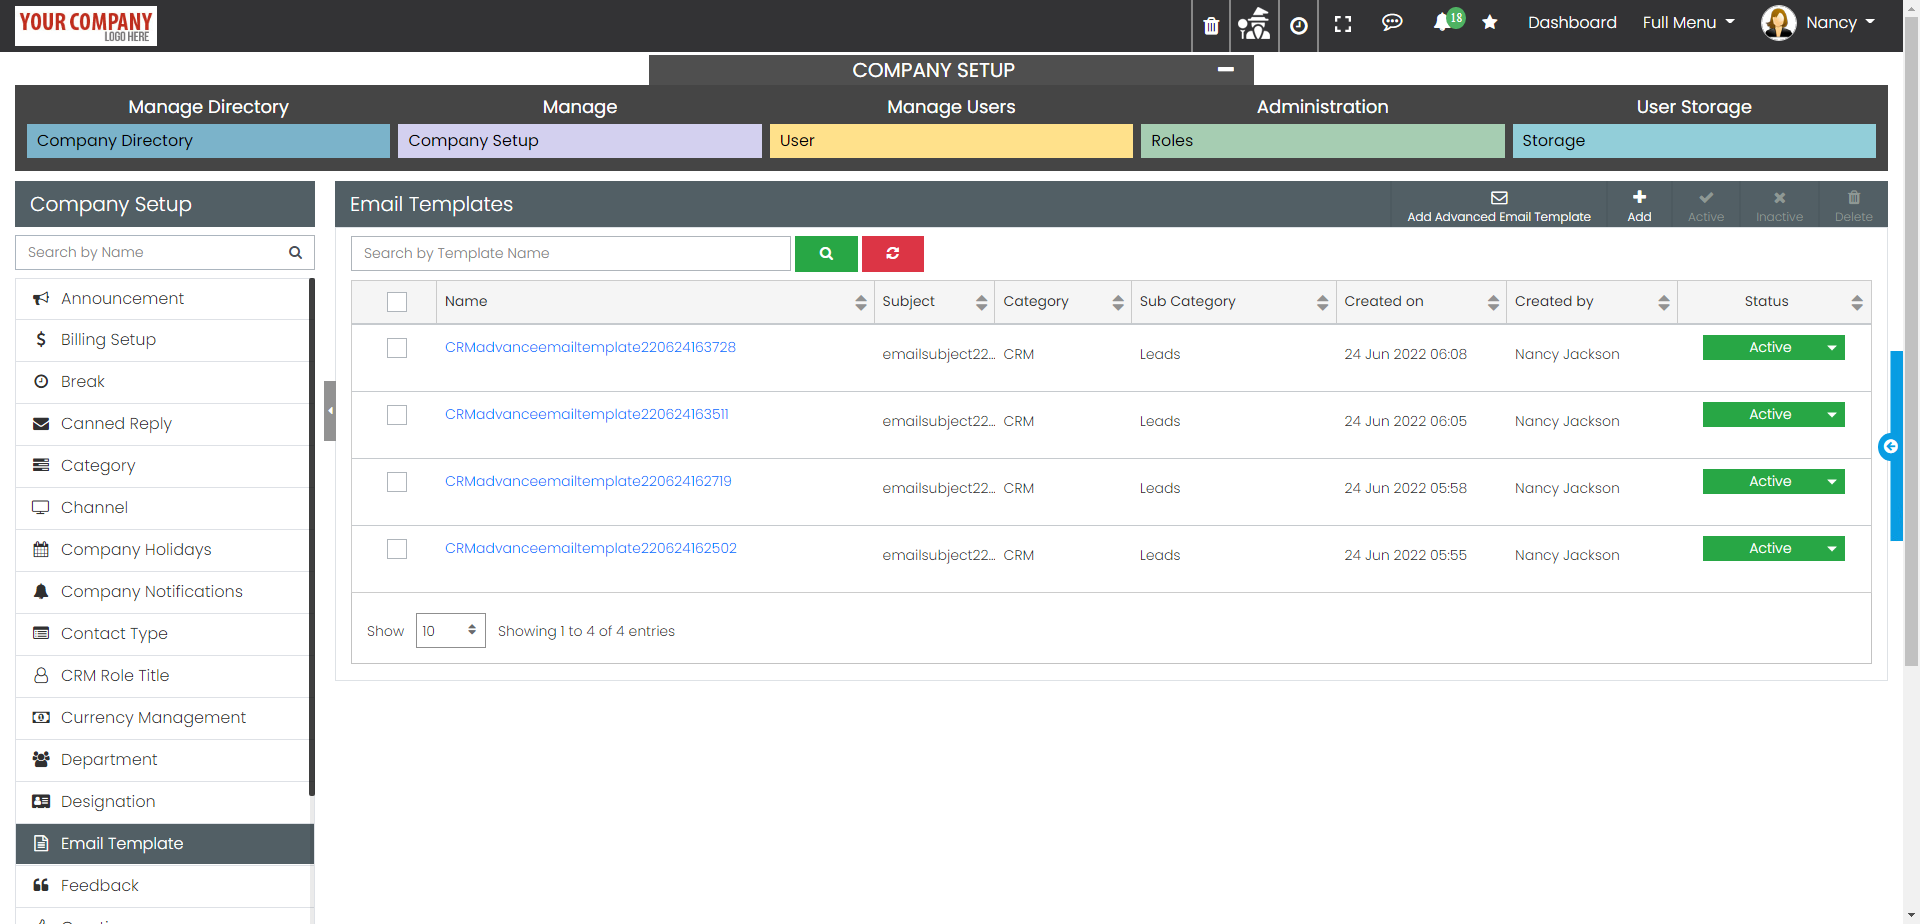 YOUR COMPANY
LOGO HERE
18
Dashboard
Full Menu
Nancy
COMPANY SETUP
Manage Directory
Manage
Manage Users
Administration
User Storage
Company Directory
Company Setup
User
Roles
Storage
Company Setup
Search by Name
Announcement
Billing Setup
Break
Canned Reply
Category
Channel
Company Holidays
Company Notifications
Contact Type
CRM Role Title
Currency Management
Department
Designation
Email Template
Feedback
Email Templates
Add Advanced Email Template
Add
Active
Inactive
Delete
Search by Template Name
Name Subject Category Sub Category Created on Created by Status
CRMadvanceemailtemplate220624163728 emailsubject22... CRM Leads 24 Jun 2022 06:08 Nancy Jackson Active
CRMadvanceemailtemplate220624163511 emailsubject22... CRM Leads 24 Jun 2022 06:05 Nancy Jackson Active
CRMadvanceemailtemplate220624162719 emailsubject22... CRM Leads 24 Jun 2022 05:58 Nancy Jackson Active
CRMadvanceemailtemplate220624162502 emailsubject22... CRM Leads 24 Jun 2022 05:55 Nancy Jackson Active
Show 10 Showing 1 to 4 of 4 entries